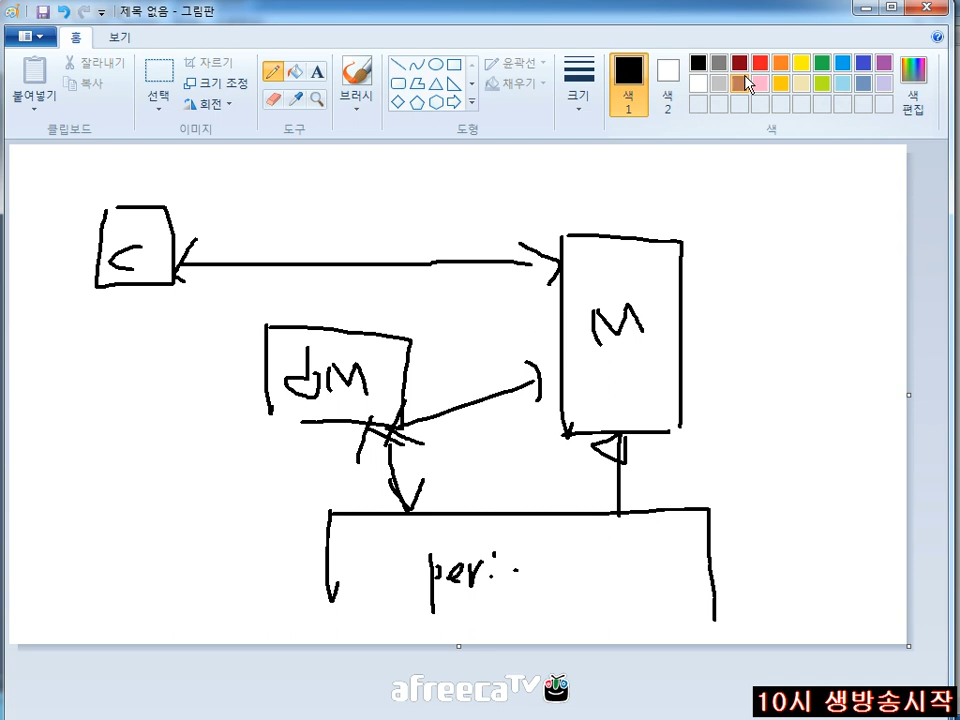 제목 없음 - 그림판
홈 보기
붙여넣기
잘라내기
복사
클립보드
선택
자르기
크기 조정
회전
이미지
A
도구
브러시
윤곽선
채우기
도형
크기
색 1
색 2
색 편집
색
C
M
dM
peri.
afreecaTV
10시 생방송시작